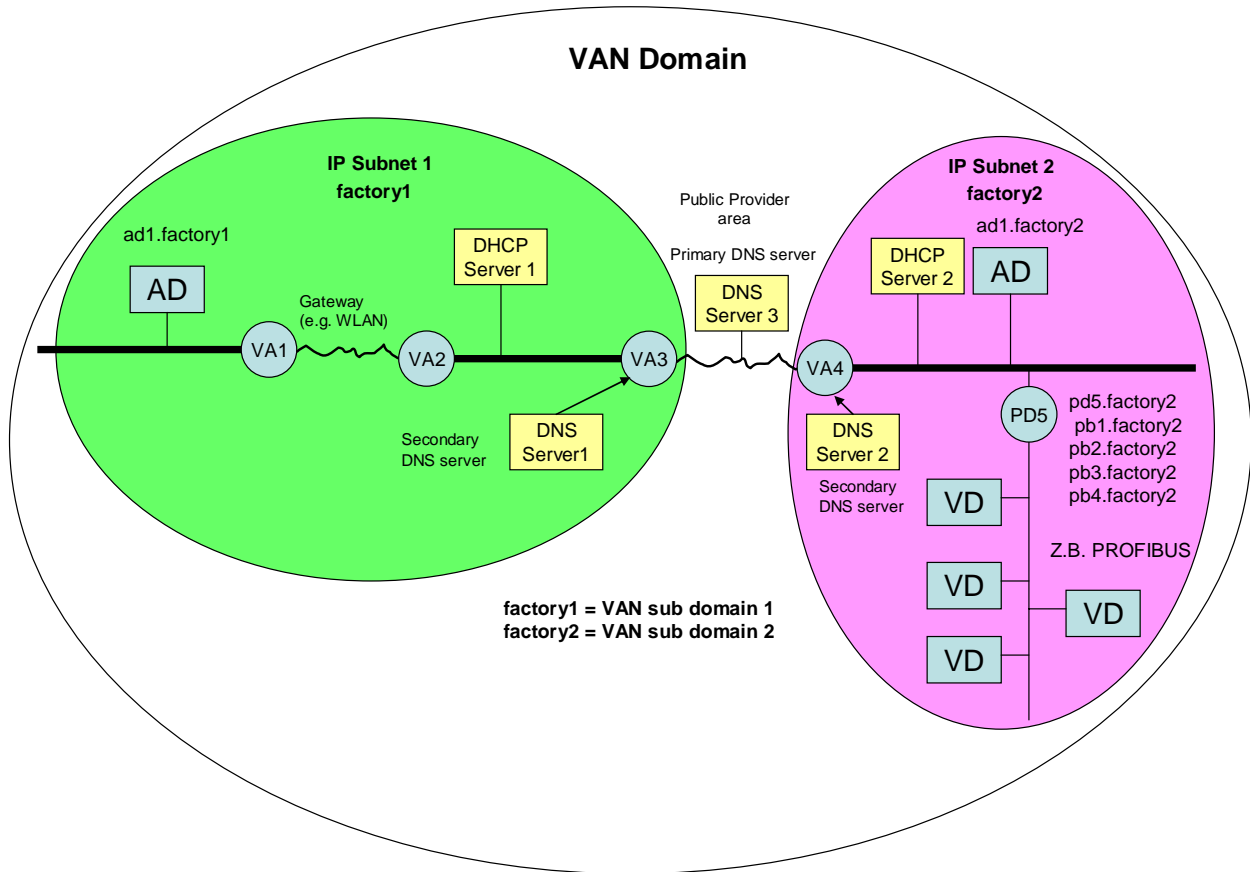 VAN Domain
IP Subnet 1
factory1
ad1.factory1
AD
DHCP
Server 1
Gateway
(e.g. WLAN)
VA1
VA2
VA3
Secondary
DNS server
DNS
Server1
Public Provider
area
Primary DNS server
DNS
Server 3
IP Subnet 2
factory2
ad1.factory2
DHCP
Server 2
AD
VA4
DNS
Server 2
Secondary
DNS server
PD5
pd5.factory2
pb1.factory2
pb2.factory2
pb3.factory2
pb4.factory2
VD
Z.B. PROFIBUS
VD
VD
VD
factory1 = VAN sub domain 1
factory2 = VAN sub domain 2